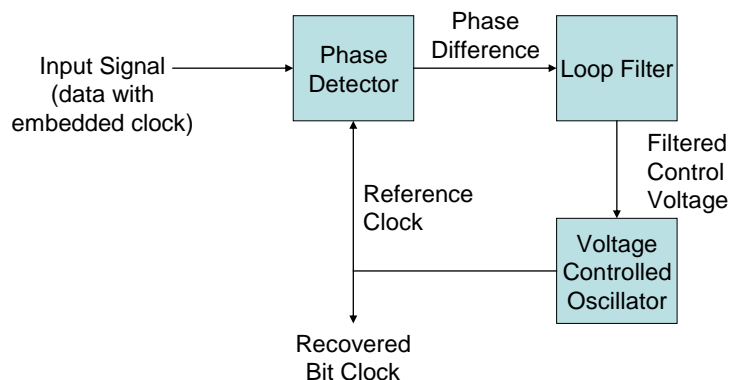 Input Signal
(data with
embedded clock)
Phase
Detector
Phase
Difference
Loop Filter
Filtered
Control
Voltage
Reference
Clock
Voltage
Controlled
Oscillator
Recovered
Bit Clock